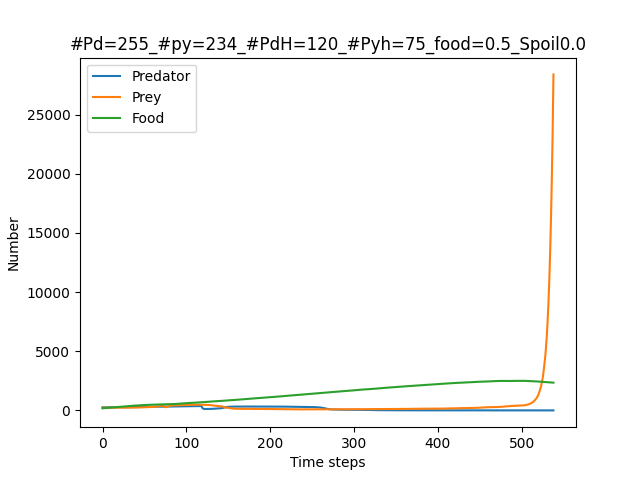 #Pd=255_#py=234_#PdH=120_#Pyh=75_food=0.5_Spoil0.0
Predator
Prey
Food
Number
25000
20000
15000
10000
5000
0
0 100 200 300 400 500
Time steps